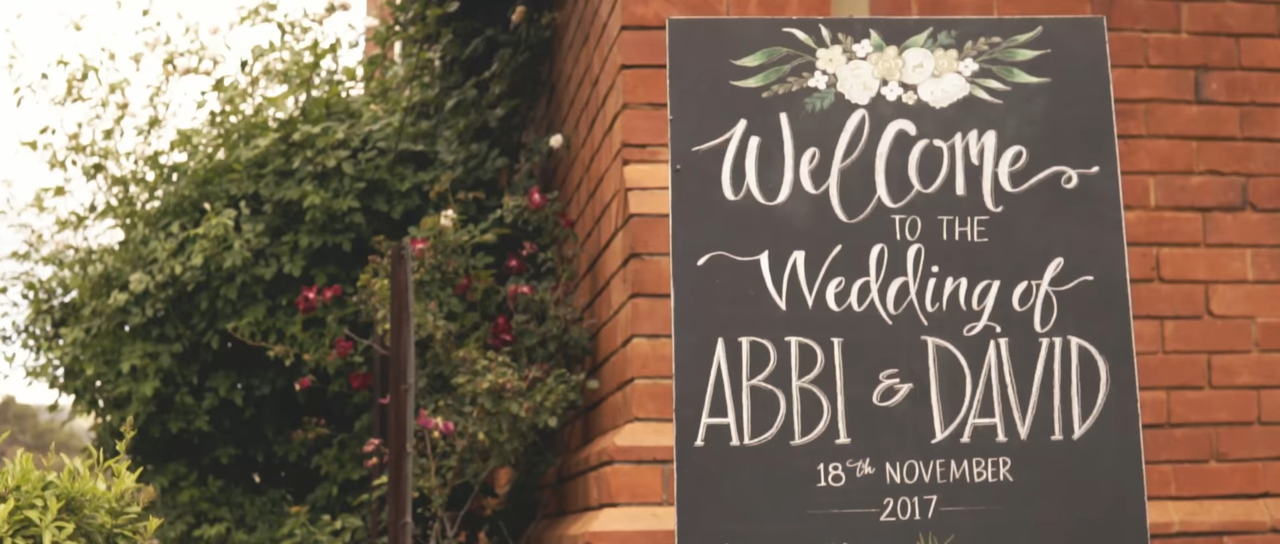 Welcome
TO THE
Wedding of
ABBI & DAVID
18th NOVEMBER
2017